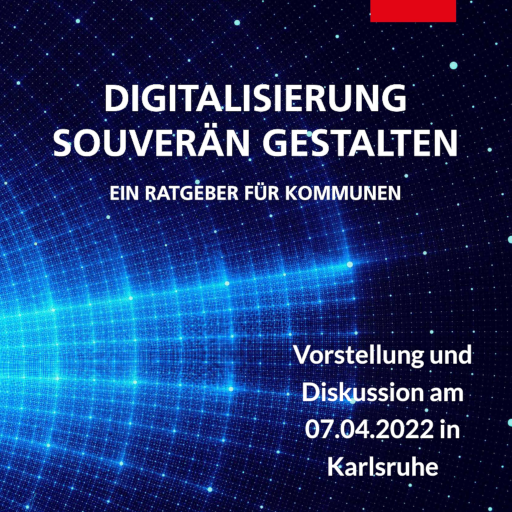 DIGITALISIERUNG
SOUVERÄN GESTALTEN
EIN RATGEBER FÜR KOMMUNEN
Vorstellung und
Diskussion am
07.04.2022 in
Karlsruhe